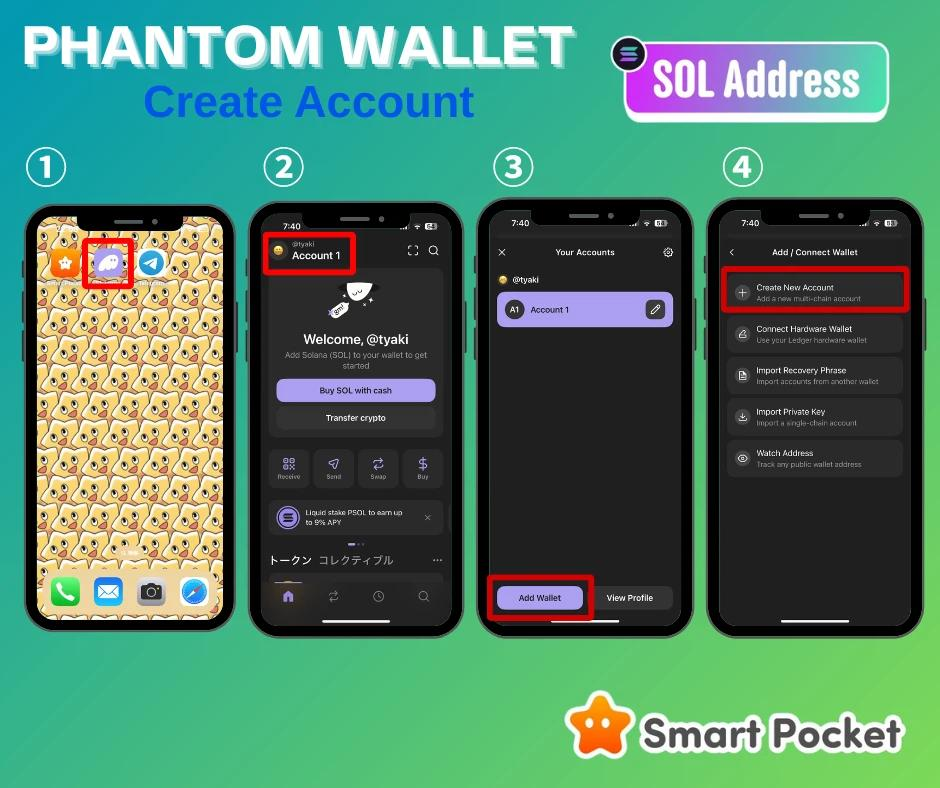 PHANTOM WALLET
Create Account
SOL Address
1
2
3
4
7:40
64
@tyaki
Account 1
gm!
Welcome, @tyaki
Add Solana (SOL) to your wallet to get
started
Buy SOL with cash
Transfer crypto
Receive
Send
Swap
Buy
Liquid stake PSOL to earn up
to 9% APY
トークン コレクティブル
7:40
Your Accounts
@tyaki
A1
Account 1
Add Wallet
View Profile
7:40
Add / Connect Wallet
Create New Account
Add a new multi-chain account
Connect Hardware Wallet
Use your Ledger hardware wallet
Import Recovery Phrase
Import accounts from another wallet
Import Private Key
Import a single-chain account
Watch Address
Track any public wallet address
Smart Pocket